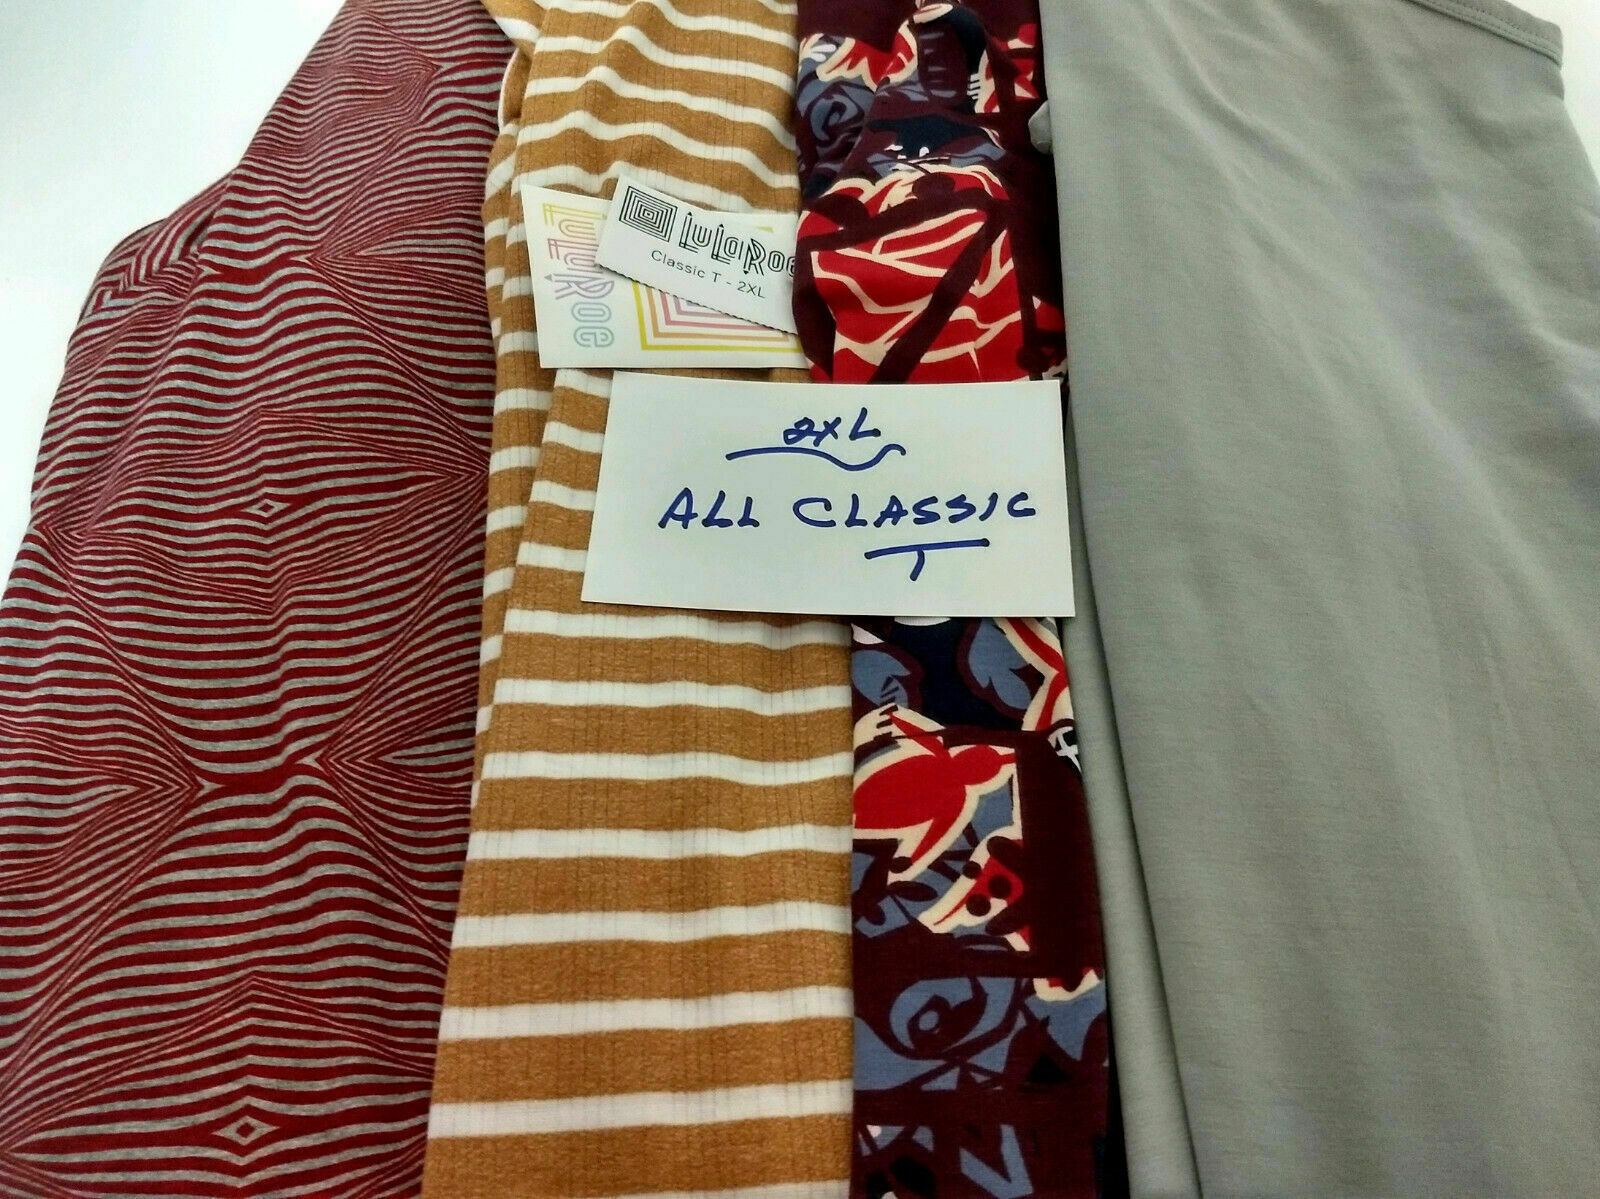 LuLaRoe
LuLaRoe
Classic T - 2XL
2XL
ALL CLASSIC
T